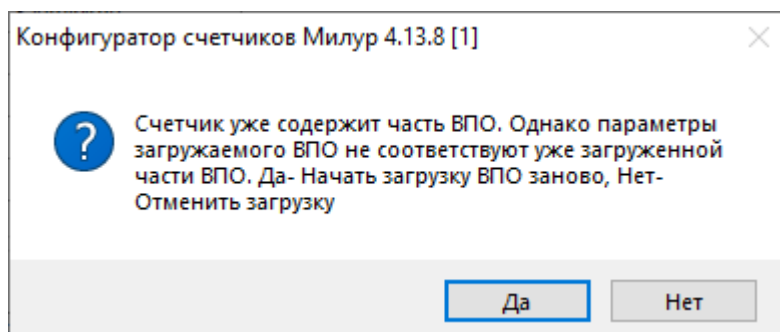 Конфигуратор счетчиков Милур 4.13.8 [1]
Счетчик уже содержит часть ВПО. Однако параметры
загружаемого ВПО не соответствуют уже загруженной
части ВПО. Да- Начать загрузку ВПО заново, Нет-
Отменить загрузку
Да
Нет